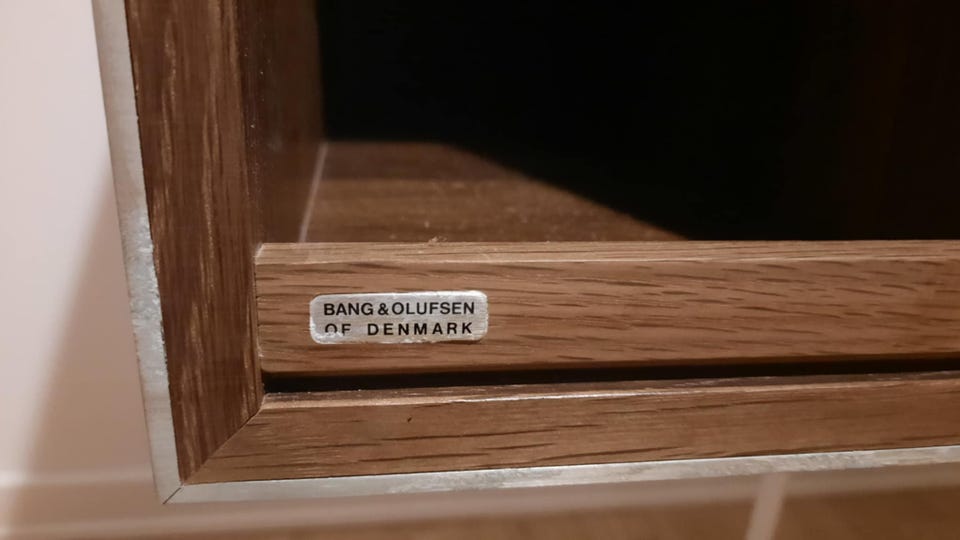 BANG & OLUFSEN
OF DENMARK